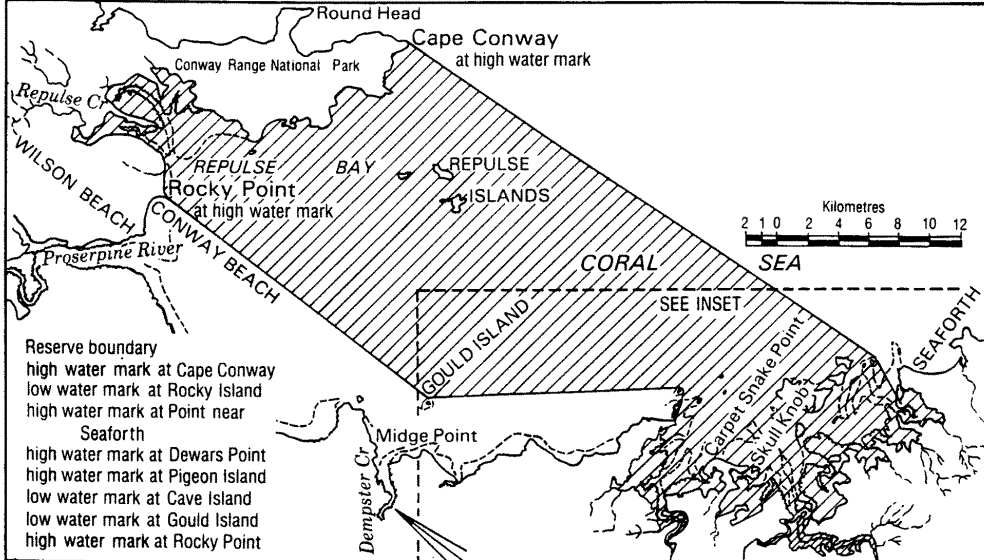 Round Head
Cape Conway
at high water mark
Conway Range National Park
Repulse Cr
WILSON BEACH
REPULSE BAY
REPULSE
ISLANDS
Rocky Point
at high water mark
CONWAY BEACH
Proserpine River
Kilometres
2 1 0 2 4 6 8 10 12
CORAL SEA
SEE INSET
GOULD ISLAND
Carpet Snake Point
Skull Knob
SEAFORTH
Reserve boundary
high water mark at Cape Conway
low water mark at Rocky Island
high water mark at Point near
Seaforth
high water mark at Dewars Point
high water mark at Pigeon Island
low water mark at Cave Island
low water mark at Gould Island
high water mark at Rocky Point
Midge Point
Dempster Cr